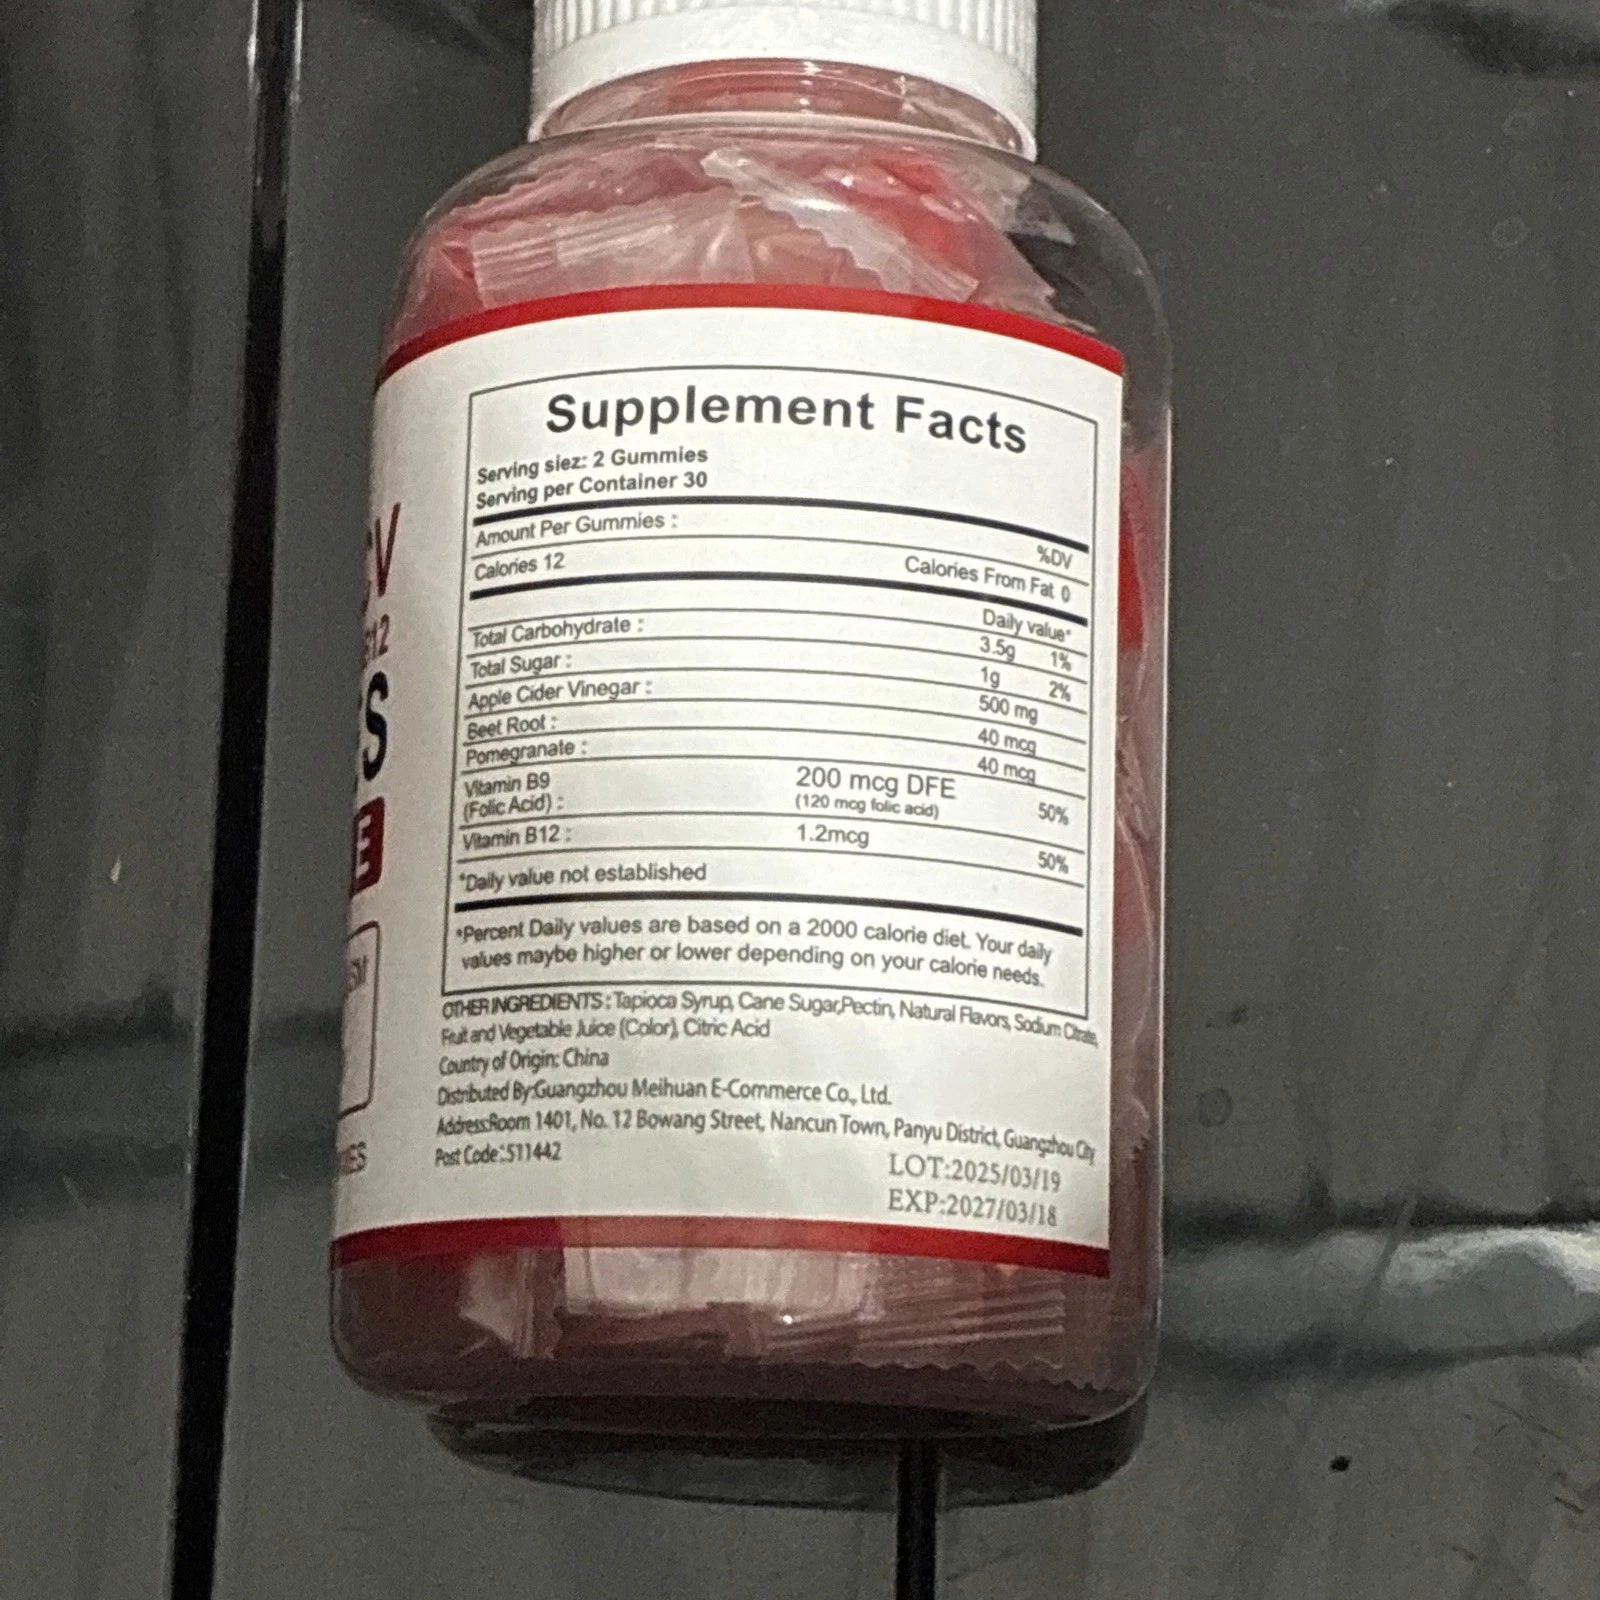 Supplement Facts
Serving siez: 2 Gummies
Serving per Container 30
Amount Per Gummies :
%DV
Calories 12 Calories From Fat 0
Daily value*
Total Carbohydrate : 3.5g 1%
Total Sugar : 1g 2%
Apple Cider Vinegar : 500 mg
Beet Root : 40 mcg
Pomegranate : 40 mcg
Vitamin B9 200 mcg DFE 50%
(Folic Acid) : (120 mcg folic acid)
Vitamin B12 : 1.2mcg 50%
*Daily value not established
*Percent Daily values are based on a 2000 calorie diet. Your daily
values maybe higher or lower depending on your calorie needs.
OTHER INGREDIENTS : Tapioca Syrup, Cane Sugar,Pectin, Natural Flavors, Sodium Citrate,
Fruit and Vegetable Juice (Color), Citric Acid
Country of Origin: China
Distributed By:Guangzhou Meihuan E-Commerce Co., Ltd.
Address:Room 1401, No. 12 Bowang Street, Nancun Town, Panyu District, Guangzhou City
Post Code:511442
LOT:2025/03/19
EXP:2027/03/18